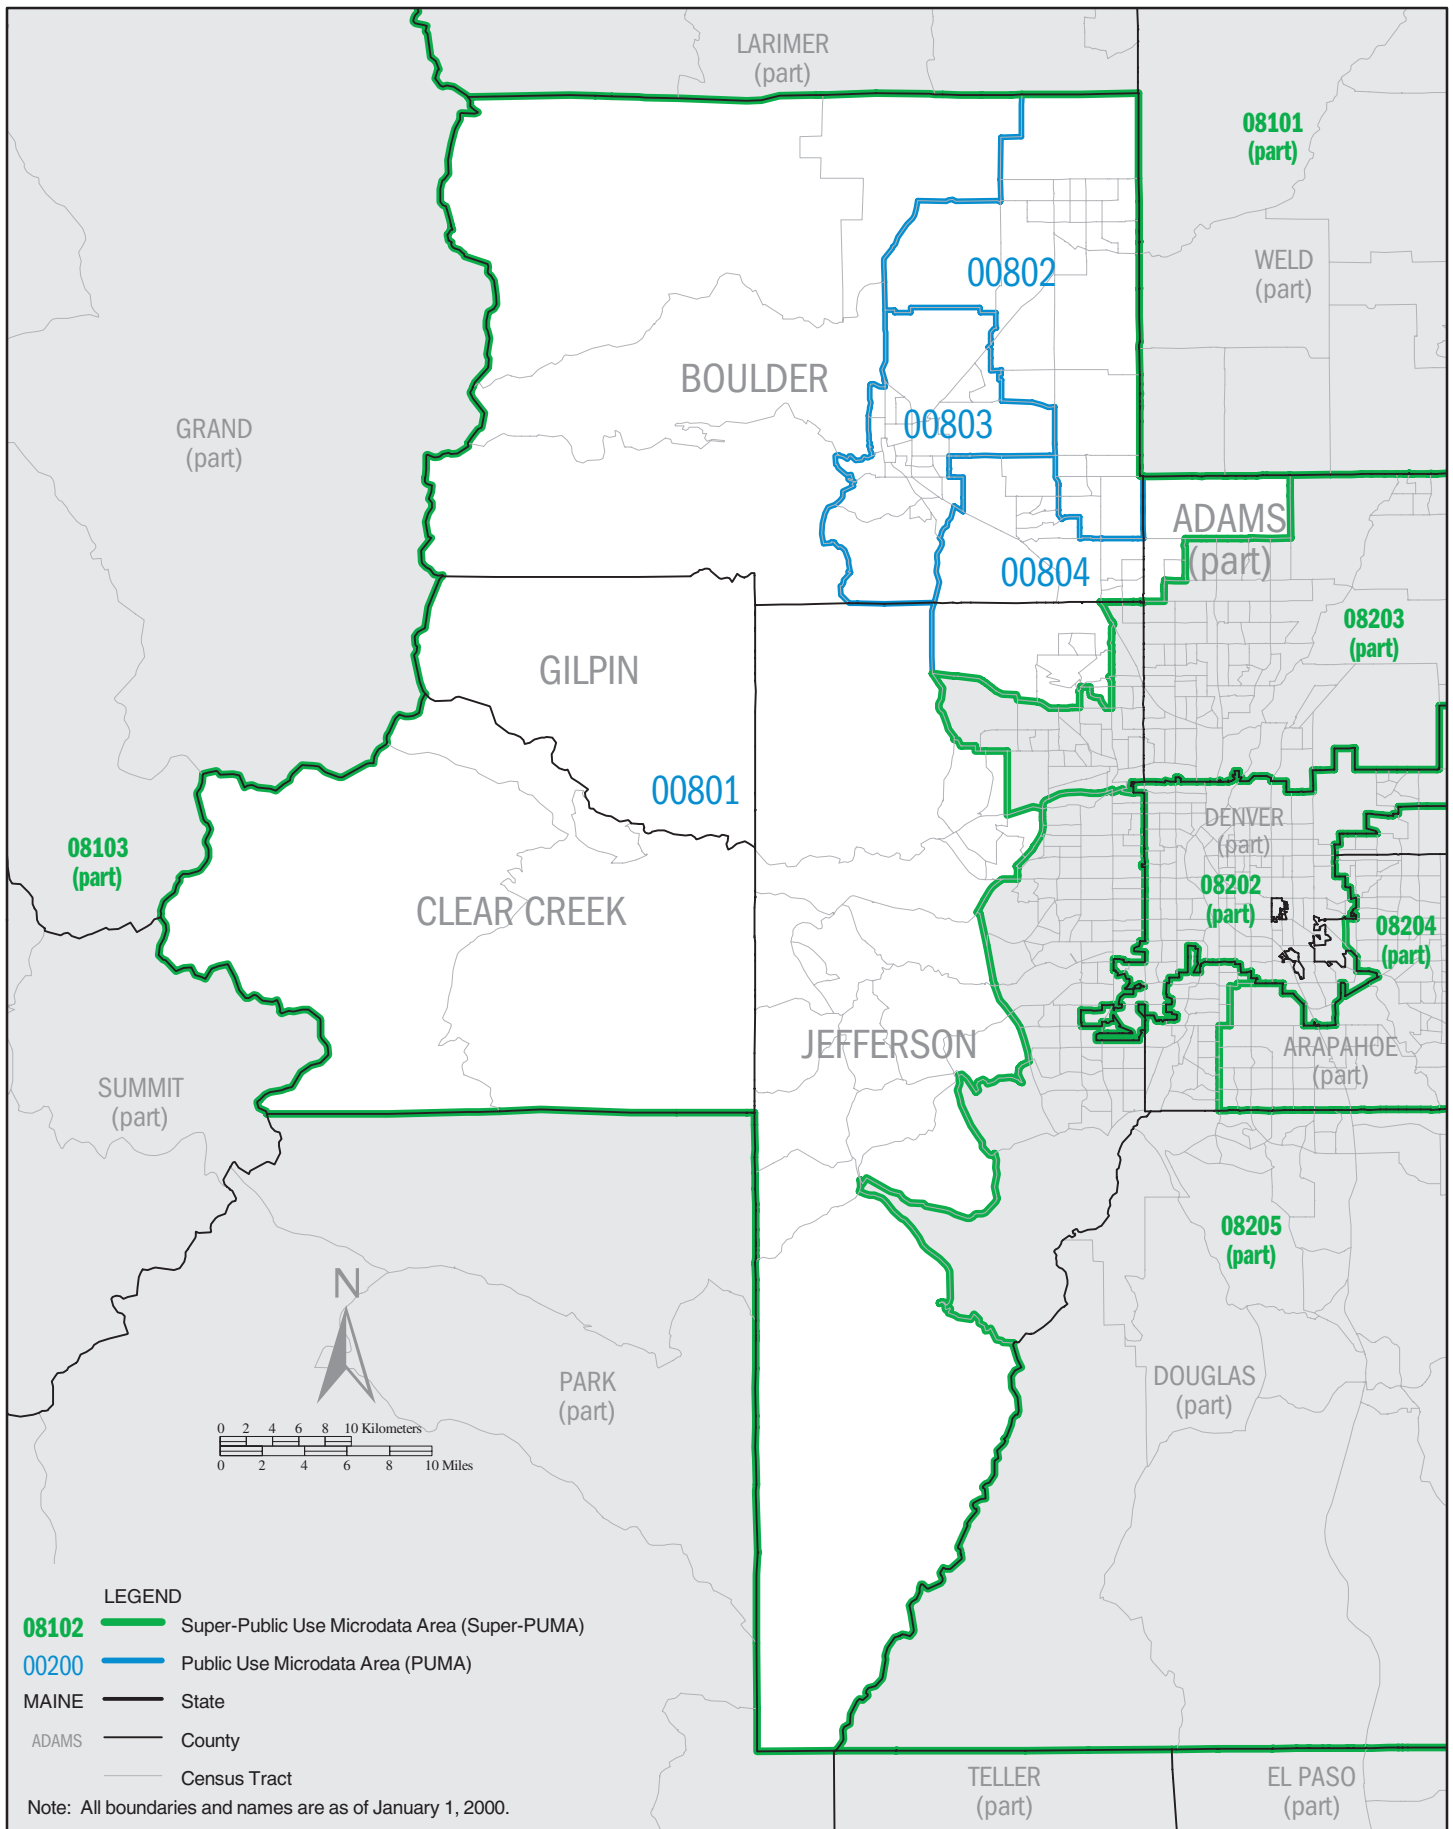 LARIMER
(part)
08101
(part)
WELD
(part)
00802
BOULDER
GRAND
(part)
00803
ADAMS
(part)
00804
08203
(part)
GILPIN
00801
DENVER
(part)
08103
(part)
08202
(part)
CLEAR CREEK
08204
(part)
JEFFERSON
ARAPAHOE
(part)
SUMMIT
(part)
08205
(part)
N
PARK
(part)
DOUGLAS
(part)
0 2 4 6 8 10 Kilometers
0 2 4 6 8 10 Miles
LEGEND
08102 Super-Public Use Microdata Area (Super-PUMA)
00200 Public Use Microdata Area (PUMA)
MAINE State
ADAMS County
Census Tract
Note: All boundaries and names are as of January 1, 2000.
TELLER
(part)
EL PASO
(part)